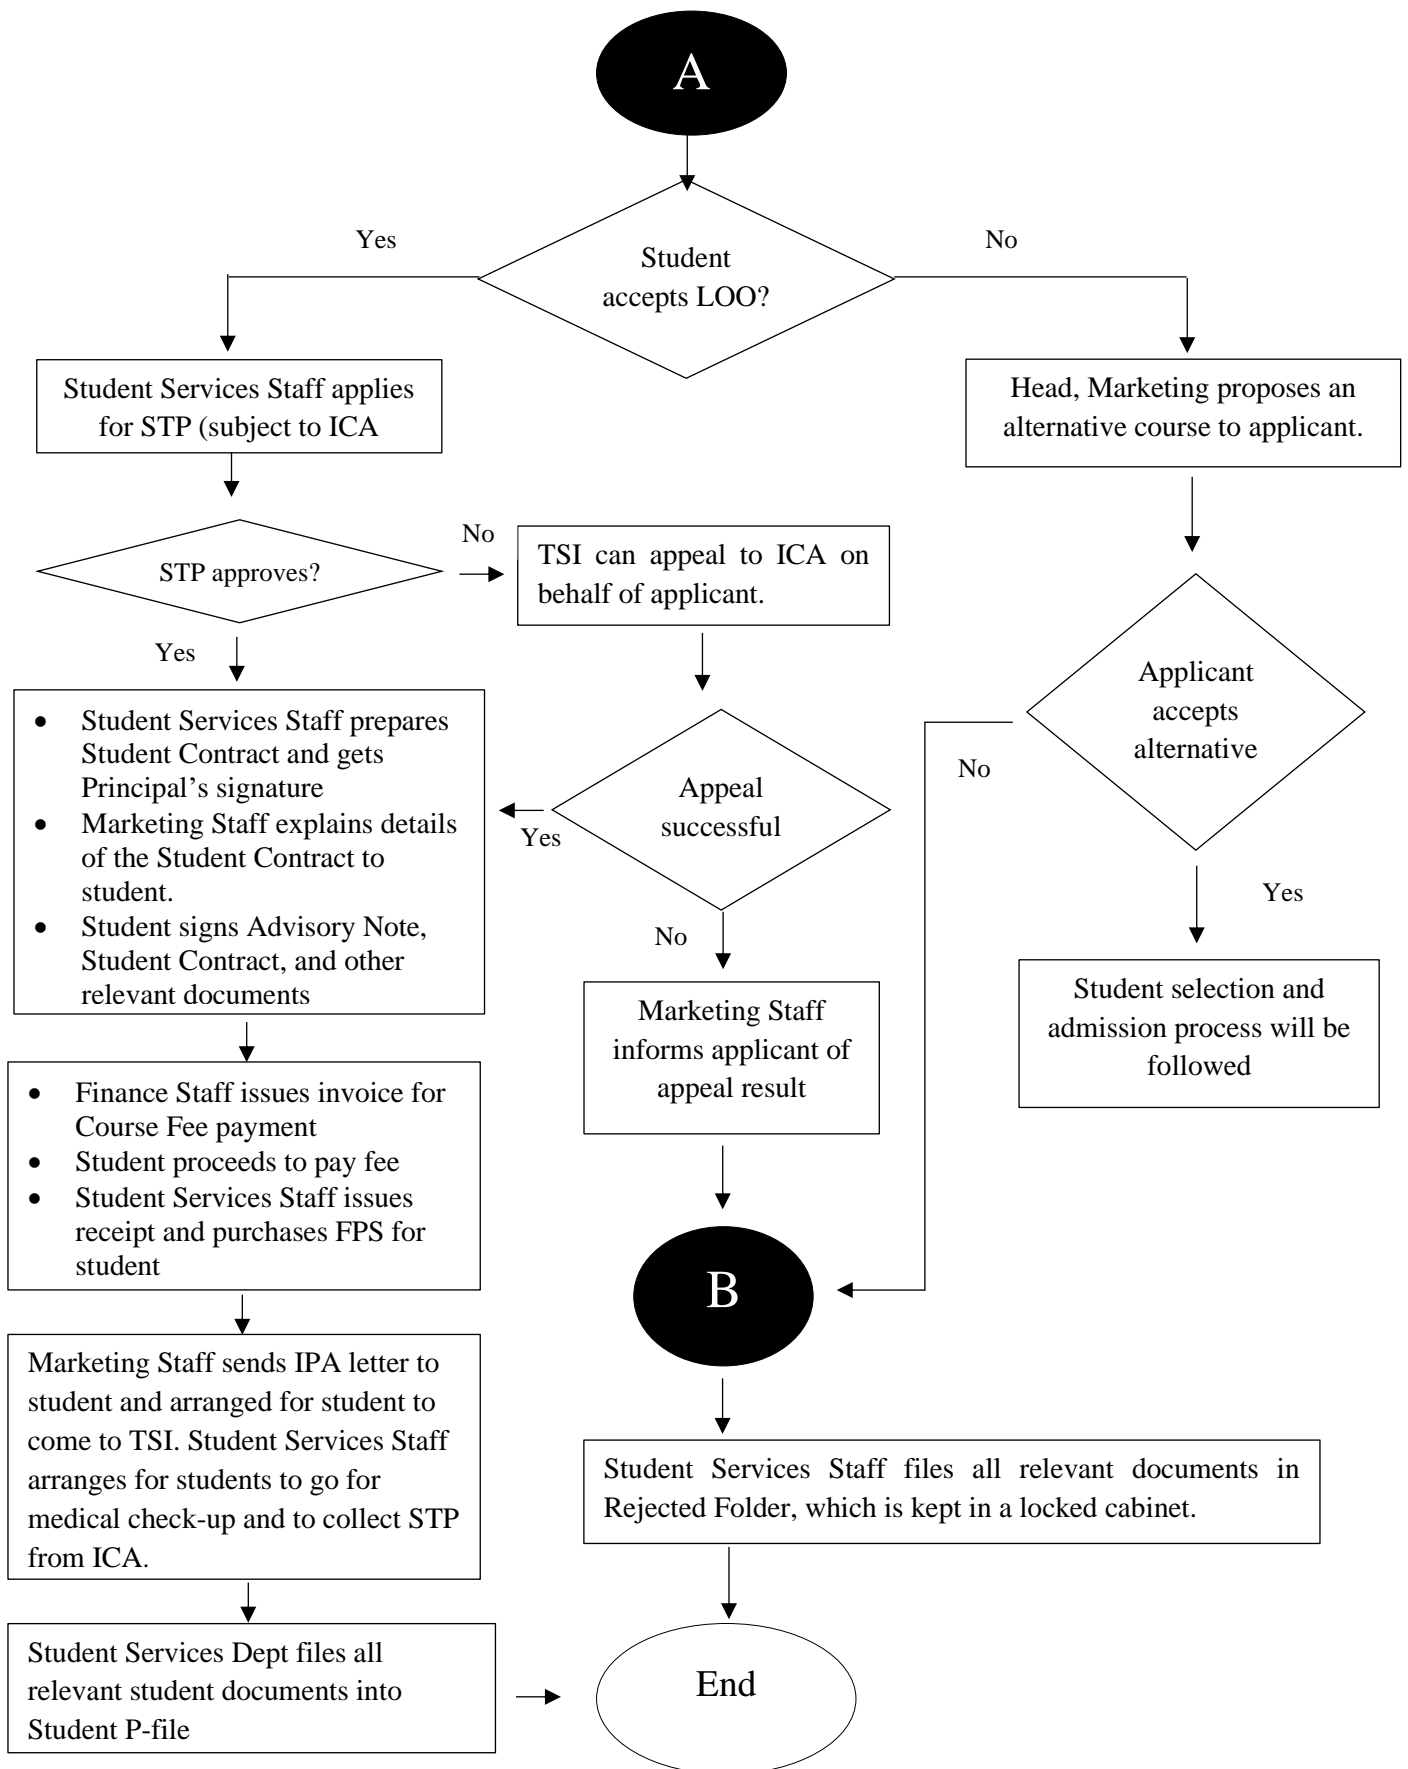 A
Yes
No
Student
accepts LOO?
Student Services Staff applies
for STP (subject to ICA
Head, Marketing proposes an
alternative course to applicant.
No
STP approves?
TSI can appeal to ICA on
behalf of applicant.
Yes
Applicant
accepts
alternative
• Student Services Staff prepares
Student Contract and gets
Principal’s signature
• Marketing Staff explains details
of the Student Contract to
student.
• Student signs Advisory Note,
Student Contract, and other
relevant documents
No
Appeal
successful
Yes
Yes
No
Student selection and
admission process will be
followed
Marketing Staff
informs applicant of
appeal result
• Finance Staff issues invoice for
Course Fee payment
• Student proceeds to pay fee
• Student Services Staff issues
receipt and purchases FPS for
student
B
Marketing Staff sends IPA letter to
student and arranged for student to
come to TSI. Student Services Staff
arranges for students to go for
medical check-up and to collect STP
from ICA.
Student Services Staff files all relevant documents in
Rejected Folder, which is kept in a locked cabinet.
Student Services Dept files all
relevant student documents into
Student P-file
End